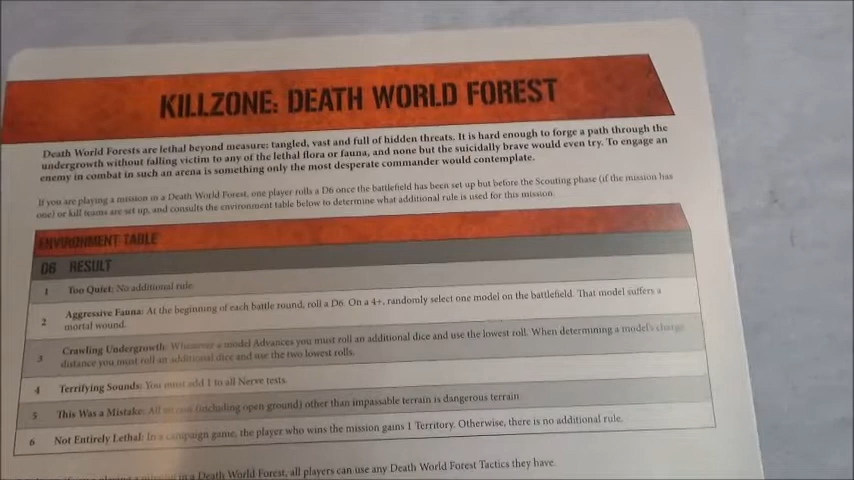 KILLZONE: DEATH WORLD FOREST
Death World Forests are lethal beyond measure: tangled, vast and full of hidden threats. It is hard enough to forge a path through the
undergrowth without falling victim to any of the lethal flora or fauna, and none but the suicidally brave would even try. To engage an
enemy in combat in such an arena is something only the most desperate commander would contemplate.
If you are playing a mission in a Death World Forest, one player rolls a D6 once the battlefield has been set up but before the Scouting phase (if the mission has
one) or kill teams are set up, and consults the environment table below to determine what additional rule is used for this mission.
ENVIRONMENT TABLE
D6 RESULT
1 Too Quiet: No additional rule.
2 Aggressive Fauna: At the beginning of each battle round, roll a D6. On a 4+, randomly select one model on the battlefield. That model suffers a
mortal wound.
3 Crawling Undergrowth: Whenever a model Advances you must roll an additional dice and use the lowest roll. When determining a model's charge
distance you must roll an additional dice and use the two lowest rolls.
4 Terrifying Sounds: You must add 1 to all Nerve tests.
5 This Was a Mistake: All terrain (including open ground) other than impassable terrain is dangerous terrain.
6 Not Entirely Lethal: In a campaign game, the player who wins the mission gains 1 Territory. Otherwise, there is no additional rule.
playing a mission in a Death World Forest, all players can use any Death World Forest Tactics they have.